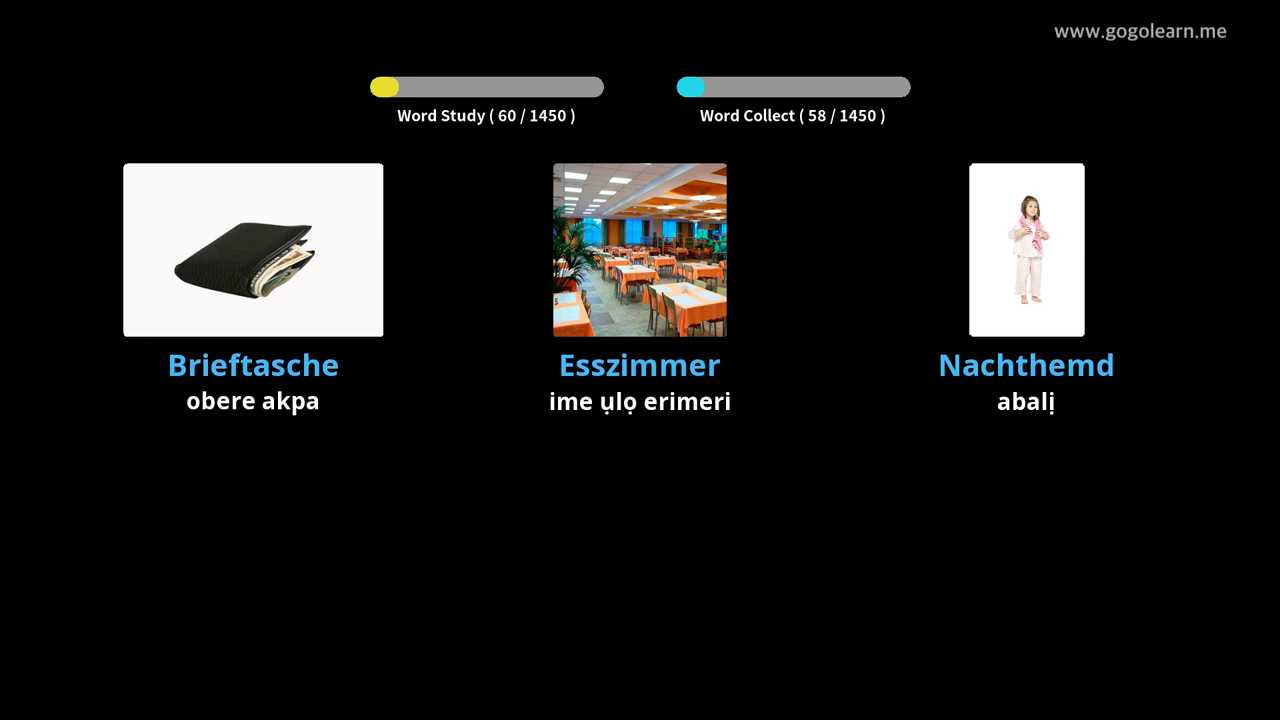 www.gogolearn.me
Word Study ( 60 / 1450 )
Word Collect ( 58 / 1450 )
Brieftasche
obere akpa
Esszimmer
ime ụlọ erimeri
Nachthemd
abalị